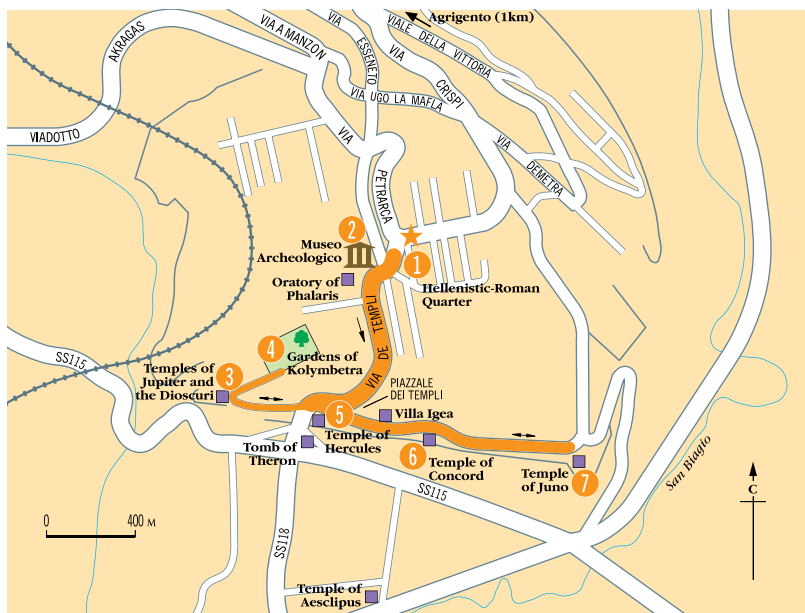 Agrigento (1km)
VIALE DELLA VITTORIA
VIA A MANZON
VIA ESSENETO
VIA CRISPI
AKRAGAS
VIADOTTO
VIA UGO LA MAFLA
VIA DEMETRA
VIA PETRARCA
2
Museo
Archeologico
1
Hellenistic-Roman
Quarter
Oratory of
Phalaris
VIA DE TEMPLI
4
Gardens of
Kolymbetra
SS115
3
Temples of
Jupiter and
the Dioscuri
PIAZZALE
DEI TEMPLI
5
Villa Igea
Temple of
Hercules
Tomb of
Theron
6
Temple of
Concord
7
Temple
of Juno
San Biagio
SS115
SS118
0 400 M
C
Temple of
Aesclipus